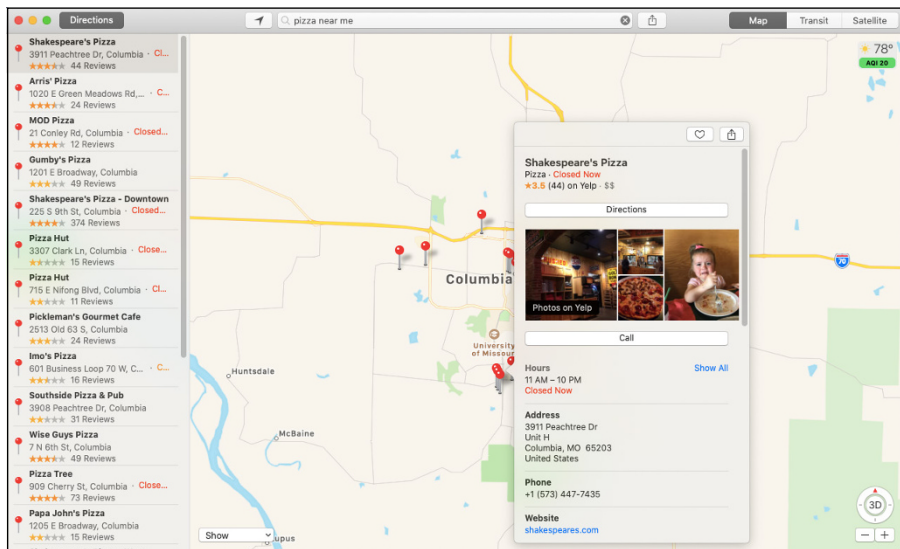 Directions
pizza near me
Map
Transit
Satellite
Shakespeare's Pizza
3911 Peachtree Dr, Columbia · Cl...
44 Reviews
Arris' Pizza
1020 E Green Meadows Rd,... · C...
24 Reviews
MOD Pizza
21 Conley Rd, Columbia · Closed...
12 Reviews
Gumby's Pizza
1201 E Broadway, Columbia
49 Reviews
Shakespeare's Pizza - Downtown
225 S 9th St, Columbia · Closed...
374 Reviews
Pizza Hut
3307 Clark Ln, Columbia · Close...
15 Reviews
Pizza Hut
715 E Nifong Blvd, Columbia · Cl...
11 Reviews
Pickleman's Gourmet Cafe
2513 Old 63 S, Columbia
24 Reviews
Imo's Pizza
601 Business Loop 70 W, C... · C...
16 Reviews
Southside Pizza & Pub
3908 Peachtree Dr, Columbia
31 Reviews
Wise Guys Pizza
7 N 6th St, Columbia
49 Reviews
Pizza Tree
909 Cherry St, Columbia · Close...
73 Reviews
Papa John's Pizza
1205 E Broadway, Columbia
15 Reviews
78°
AQI 20
Columbia
University
of Missour
Huntsdale
McBaine
upus
70
Show
3D
Shakespeare's Pizza
Pizza · Closed Now
★3.5 (44) on Yelp · $$
Directions
Photos on Yelp
Call
Hours
Show All
11 AM – 10 PM
Closed Now
Address
3911 Peachtree Dr
Unit H
Columbia, MO 65203
United States
Phone
+1 (573) 447-7435
Website
shakespeares.com